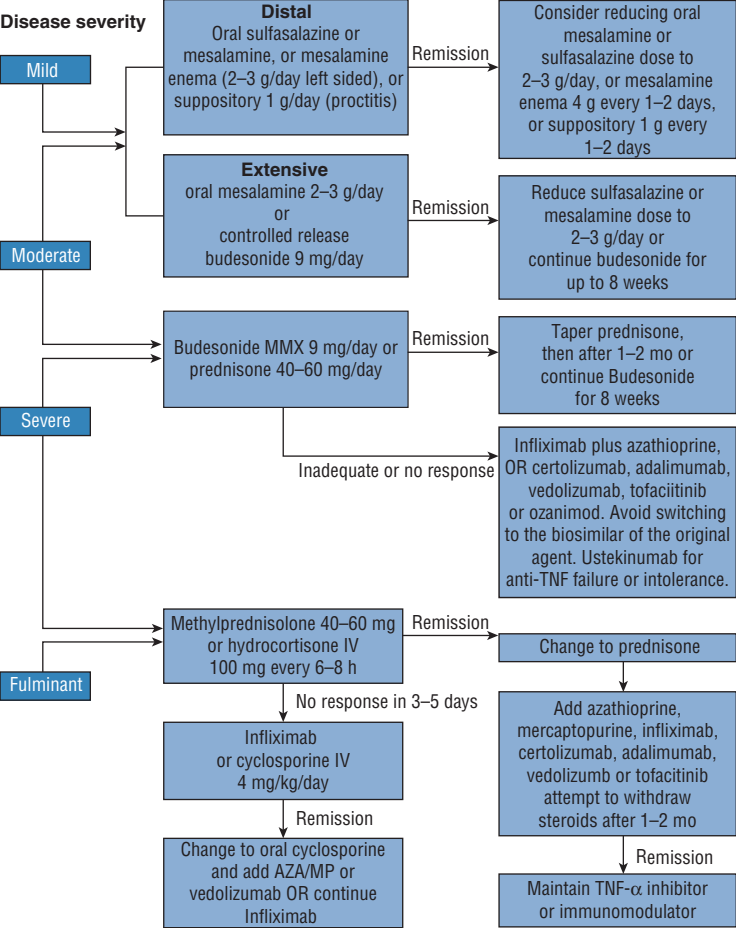 Disease severity
Mild
Moderate
Severe
Fulminant
Distal
Oral sulfasalazine or
mesalamine, or mesalamine
enema (2–3 g/day left sided), or
suppository 1 g/day (proctitis)
Remission
Consider reducing oral
mesalamine or
sulfasalazine dose to
2–3 g/day, or mesalamine
enema 4 g every 1–2 days,
or suppository 1 g every
1–2 days
Extensive
oral mesalamine 2–3 g/day
or
controlled release
budesonide 9 mg/day
Remission
Reduce sulfasalazine or
mesalamine dose to
2–3 g/day or
continue budesonide for
up to 8 weeks
Budesonide MMX 9 mg/day or
prednisone 40–60 mg/day
Remission
Taper prednisone,
then after 1–2 mo or
continue Budesonide
for 8 weeks
Inadequate or no response
Infliximab plus azathioprine,
OR certolizumab, adalimumab,
vedolizumab, tofaciitinib
or ozanimod. Avoid switching
to the biosimilar of the original
agent. Ustekinumab for
anti-TNF failure or intolerance.
Methylprednisolone 40–60 mg
or hydrocortisone IV
100 mg every 6–8 h
Remission
Change to prednisone
Add azathioprine,
mercaptopurine, infliximab,
certolizumab, adalimumab,
vedolizumb or tofacitinib
attempt to withdraw
steroids after 1–2 mo
Remission
Maintain TNF-α inhibitor
or immunomodulator
No response in 3–5 days
Infliximab
or cyclosporine IV
4 mg/kg/day
Remission
Change to oral cyclosporine
and add AZA/MP or
vedolizumab OR continue
Infliximab